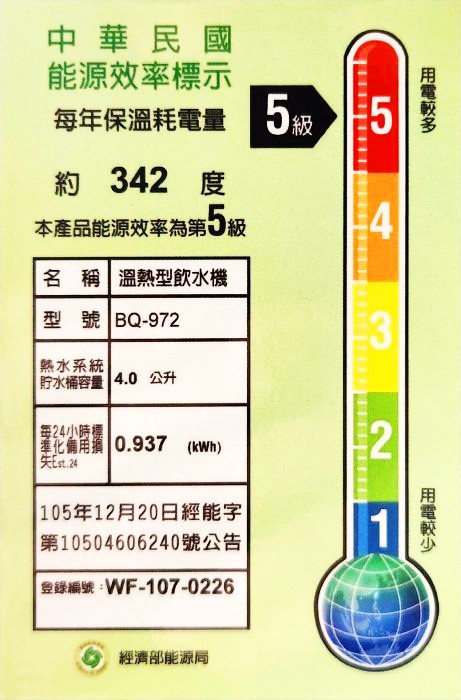 中華民國
能源效率標示
每年保溫耗電量
5級
約 342 度
本產品能源效率為第5級
名稱 溫熱型飲水機
型號 BQ-972
熱水系統
貯水桶容量 4.0 公升
每24小時標
準化備用損
失Est.24 0.937 (kWh)
105年12月20日經能字
第10504606240號公告
登錄編號：WF-107-0226
經濟部能源局
用電較多
5
4
3
2
1
用電較少